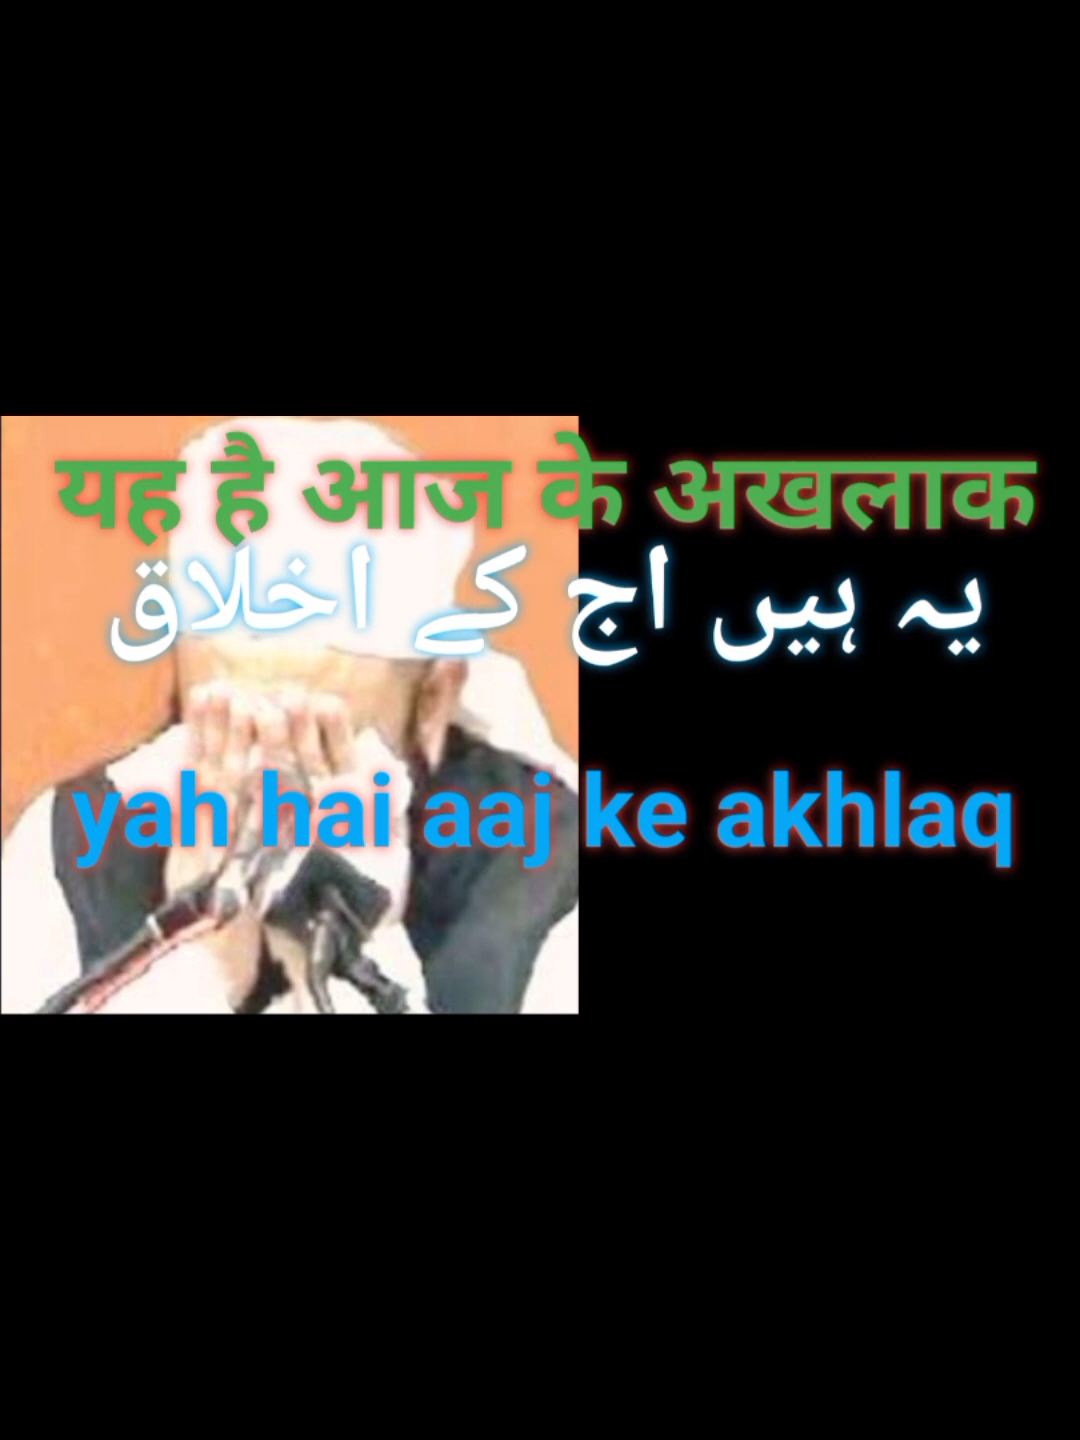 यह है आज के अखलाक
یہ ہیں اج کے اخلاق
yah hai aaj ke akhlaq